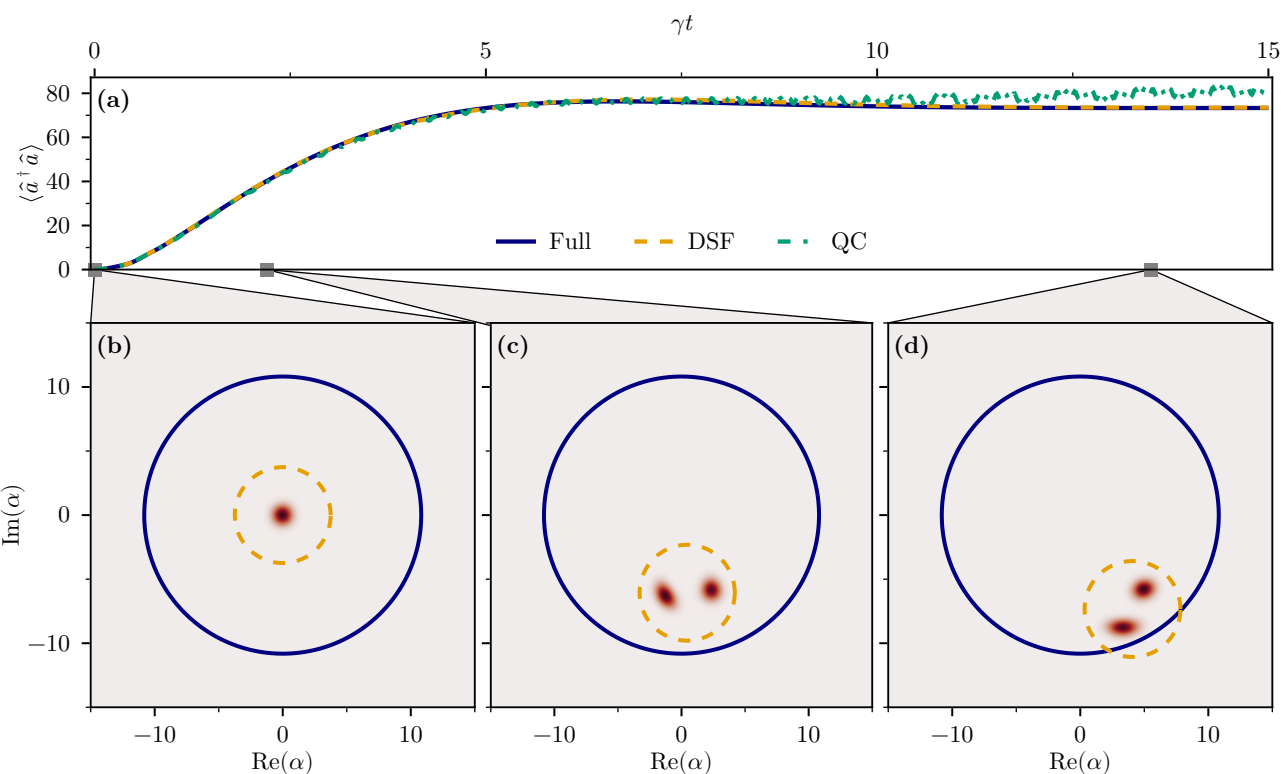 γt
0 5 10 15
(a)
80
60
40
20
0
⟨â†â⟩
Full DSF QC
(b) (c) (d)
10
0
−10
Im(α)
−10 0 10 −10 0 10 −10 0 10
Re(α) Re(α) Re(α)